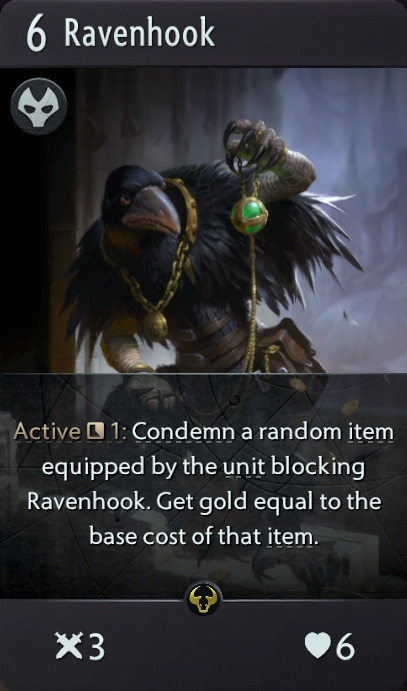 6 Ravenhook
Active 1: Condemn a random item
equipped by the unit blocking
Ravenhook. Get gold equal to the
base cost of that item.
3 6